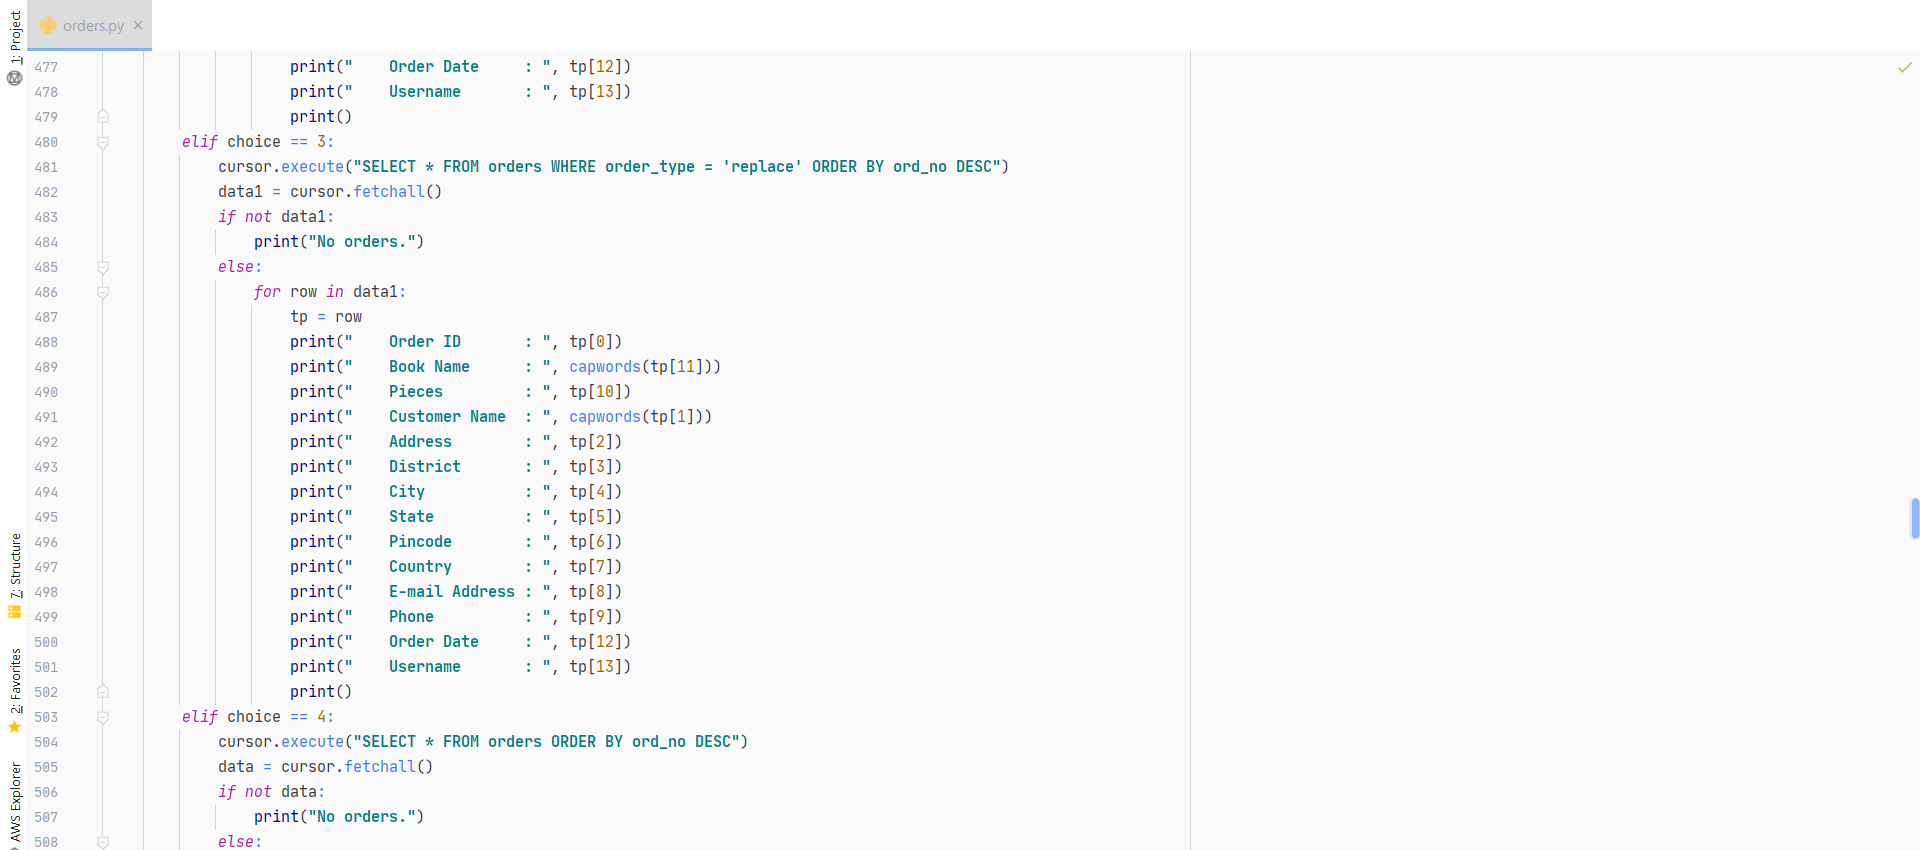 orders.py
1: Project
7: Structure
2: Favorites
AWS Explorer
477                 print("    Order Date     : ", tp[12])
478                 print("    Username       : ", tp[13])
479                 print()
480     elif choice == 3:
481         cursor.execute("SELECT * FROM orders WHERE order_type = 'replace' ORDER BY ord_no DESC")
482         data1 = cursor.fetchall()
483         if not data1:
484             print("No orders.")
485         else:
486             for row in data1:
487                 tp = row
488                 print("    Order ID       : ", tp[0])
489                 print("    Book Name      : ", capwords(tp[11]))
490                 print("    Pieces         : ", tp[10])
491                 print("    Customer Name  : ", capwords(tp[1]))
492                 print("    Address        : ", tp[2])
493                 print("    District       : ", tp[3])
494                 print("    City           : ", tp[4])
495                 print("    State          : ", tp[5])
496                 print("    Pincode        : ", tp[6])
497                 print("    Country        : ", tp[7])
498                 print("    E-mail Address : ", tp[8])
499                 print("    Phone          : ", tp[9])
500                 print("    Order Date     : ", tp[12])
501                 print("    Username       : ", tp[13])
502                 print()
503     elif choice == 4:
504         cursor.execute("SELECT * FROM orders ORDER BY ord_no DESC")
505         data = cursor.fetchall()
506         if not data:
507             print("No orders.")
508         else: